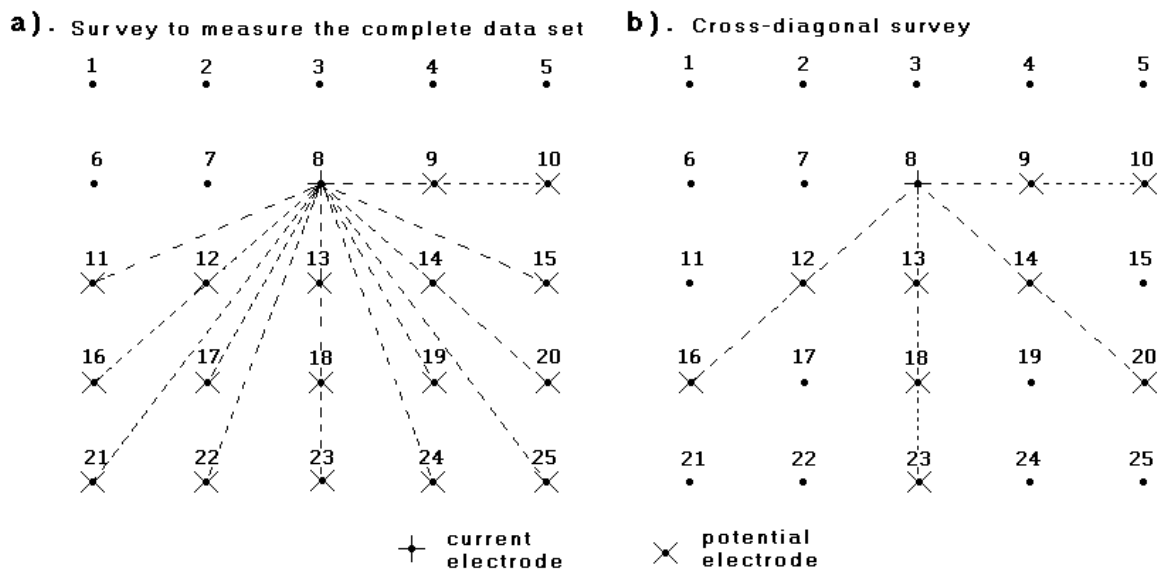 a). Survey to measure the complete data set
1 2 3 4 5
6 7 8 9 10
11 12 13 14 15
16 17 18 19 20
21 22 23 24 25
b). Cross-diagonal survey
1 2 3 4 5
6 7 8 9 10
11 12 13 14 15
16 17 18 19 20
21 22 23 24 25
current
electrode
potential
electrode